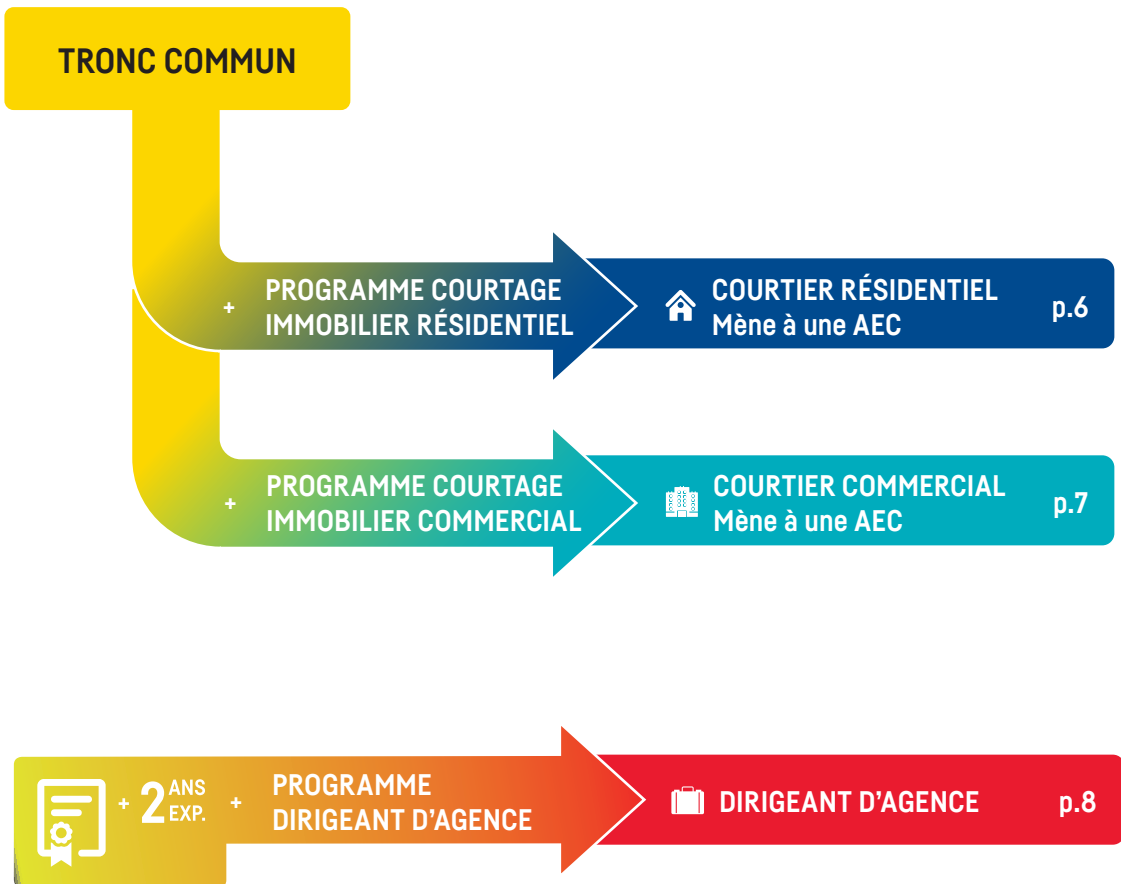 TRONC COMMUN
+ PROGRAMME COURTAGE
IMMOBILIER RÉSIDENTIEL
COURTIER RÉSIDENTIEL
Mène à une AEC
p.6
+ PROGRAMME COURTAGE
IMMOBILIER COMMERCIAL
COURTIER COMMERCIAL
Mène à une AEC
p.7
+ 2 ANS
EXP.
+ PROGRAMME
DIRIGEANT D'AGENCE
DIRIGEANT D'AGENCE
p.8